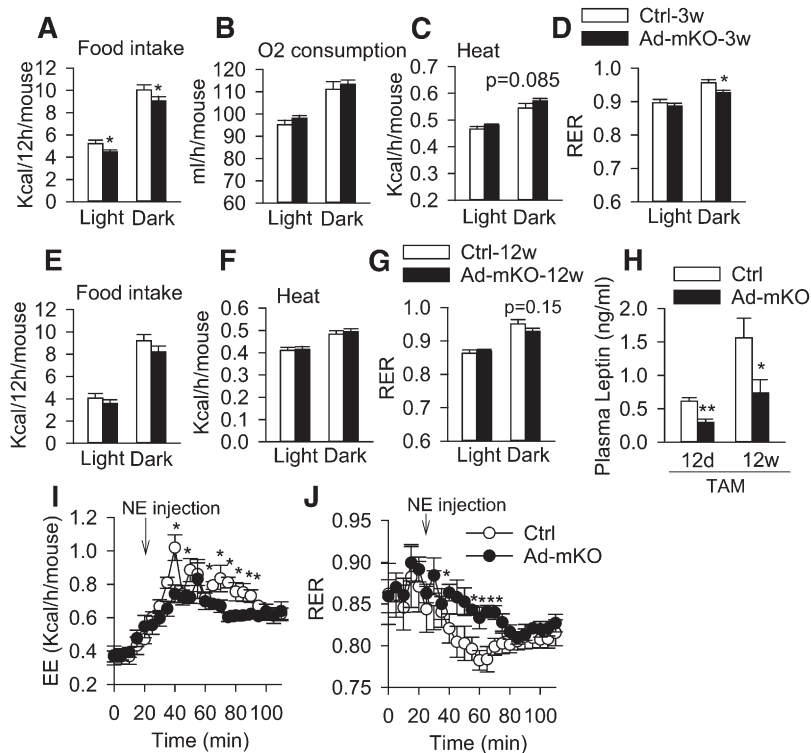 A
Food intake
Kcal/12h/mouse
12
10
8
6
4
2
0
*
*
Light Dark
B
O2 consumption
ml/h/mouse
120
110
100
90
80
70
60
Light Dark
C
Heat
Kcal/h/mouse
0.7
0.6
0.5
0.4
0.3
0.2
p=0.085
Light Dark
D
Ctrl-3w
Ad-mKO-3w
RER
1.0
0.9
0.8
0.7
0.6
*
Light Dark
E
Food intake
Kcal/12h/mouse
12
10
8
6
4
2
0
Light Dark
F
Heat
Kcal/h/mouse
0.6
0.5
0.4
0.3
0.2
0.1
0.0
Light Dark
G
Ctrl-12w
Ad-mKO-12w
RER
1.0
0.9
0.8
0.7
0.6
p=0.15
Light Dark
H
Ctrl
Ad-mKO
Plasma Leptin (ng/ml)
2.0
1.5
1.0
0.5
0.0
**
*
12d 12w
TAM
I
NE injection
EE (Kcal/h/mouse)
1.2
1.0
0.8
0.6
0.4
0.2
* * * * * * * *
0 20 40 60 80 100
Time (min)
J
NE injection
Ctrl
Ad-mKO
RER
0.95
0.90
0.85
0.80
0.75
* ****
0 20 40 60 80 100
Time (min)